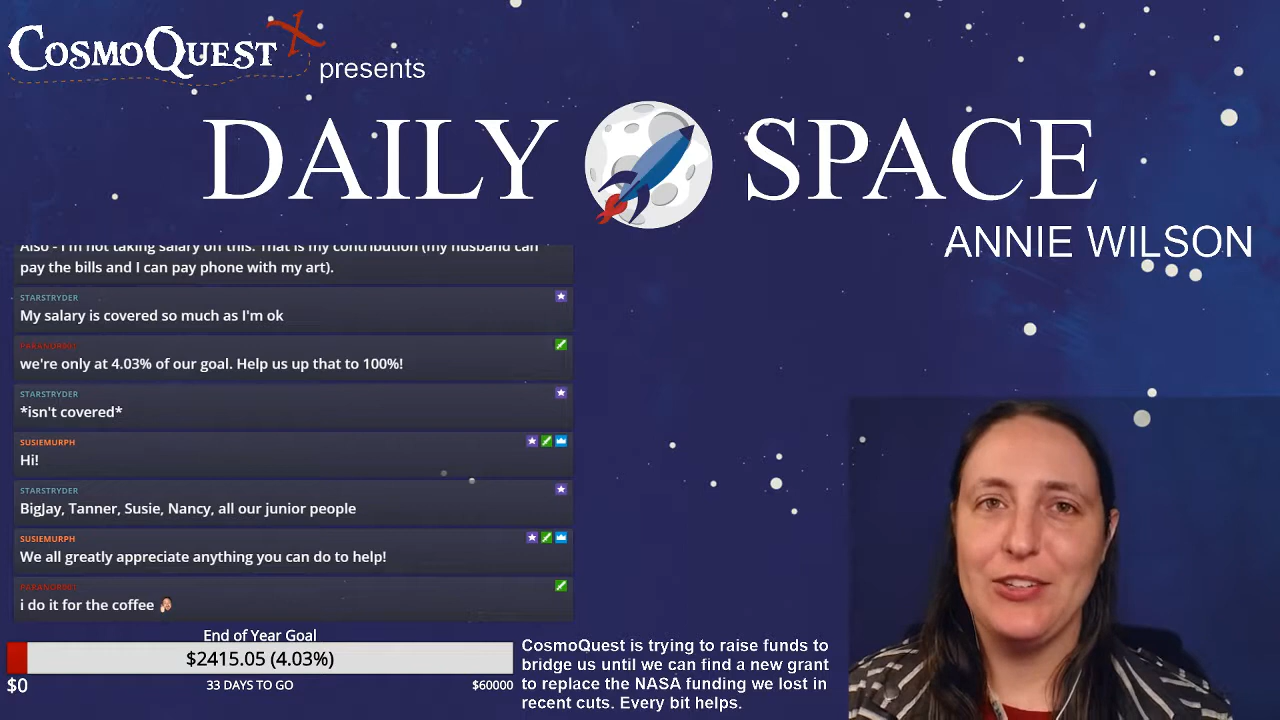 CosmoQuest X
presents
DAILY SPACE
ANNIE WILSON
Also - I'm not taking salary off this. That is my contribution (my husband can
pay the bills and I can pay phone with my art).
STARSTRYDER
My salary is covered so much as I'm ok
we're only at 4.03% of our goal. Help us up that to 100%!
STARSTRYDER
*isn't covered*
SUSIEMURPH
Hi!
STARSTRYDER
BigJay, Tanner, Susie, Nancy, all our junior people
SUSIEMURPH
We all greatly appreciate anything you can do to help!
i do it for the coffee
End of Year Goal
$2415.05 (4.03%)
$0 33 DAYS TO GO $60000
CosmoQuest is trying to raise funds to
bridge us until we can find a new grant
to replace the NASA funding we lost in
recent cuts. Every bit helps.